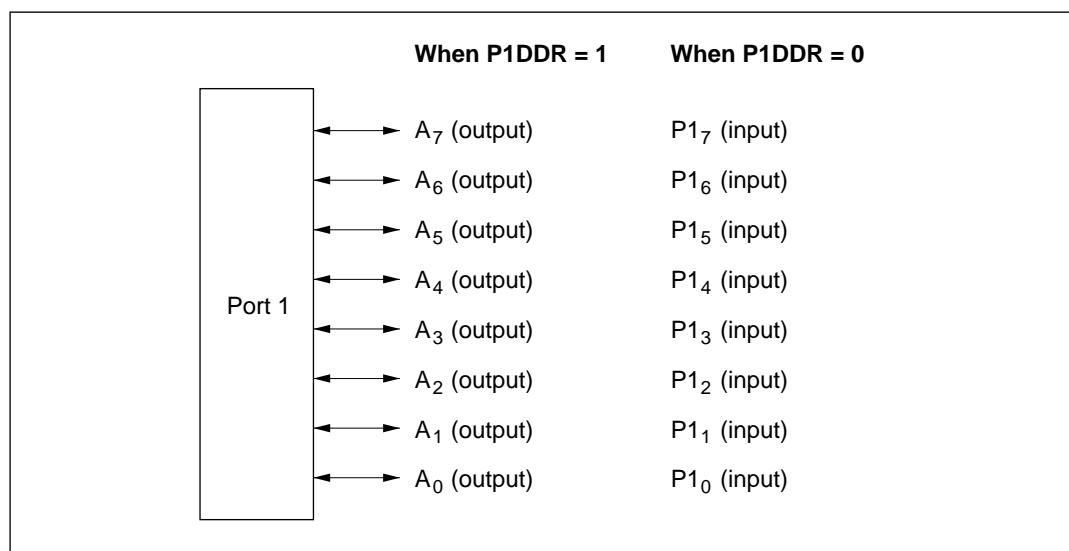 When P1DDR = 1 When P1DDR = 0
A7 (output) P17 (input)
A6 (output) P16 (input)
A5 (output) P15 (input)
A4 (output) P14 (input)
Port 1
A3 (output) P13 (input)
A2 (output) P12 (input)
A1 (output) P11 (input)
A0 (output) P10 (input)